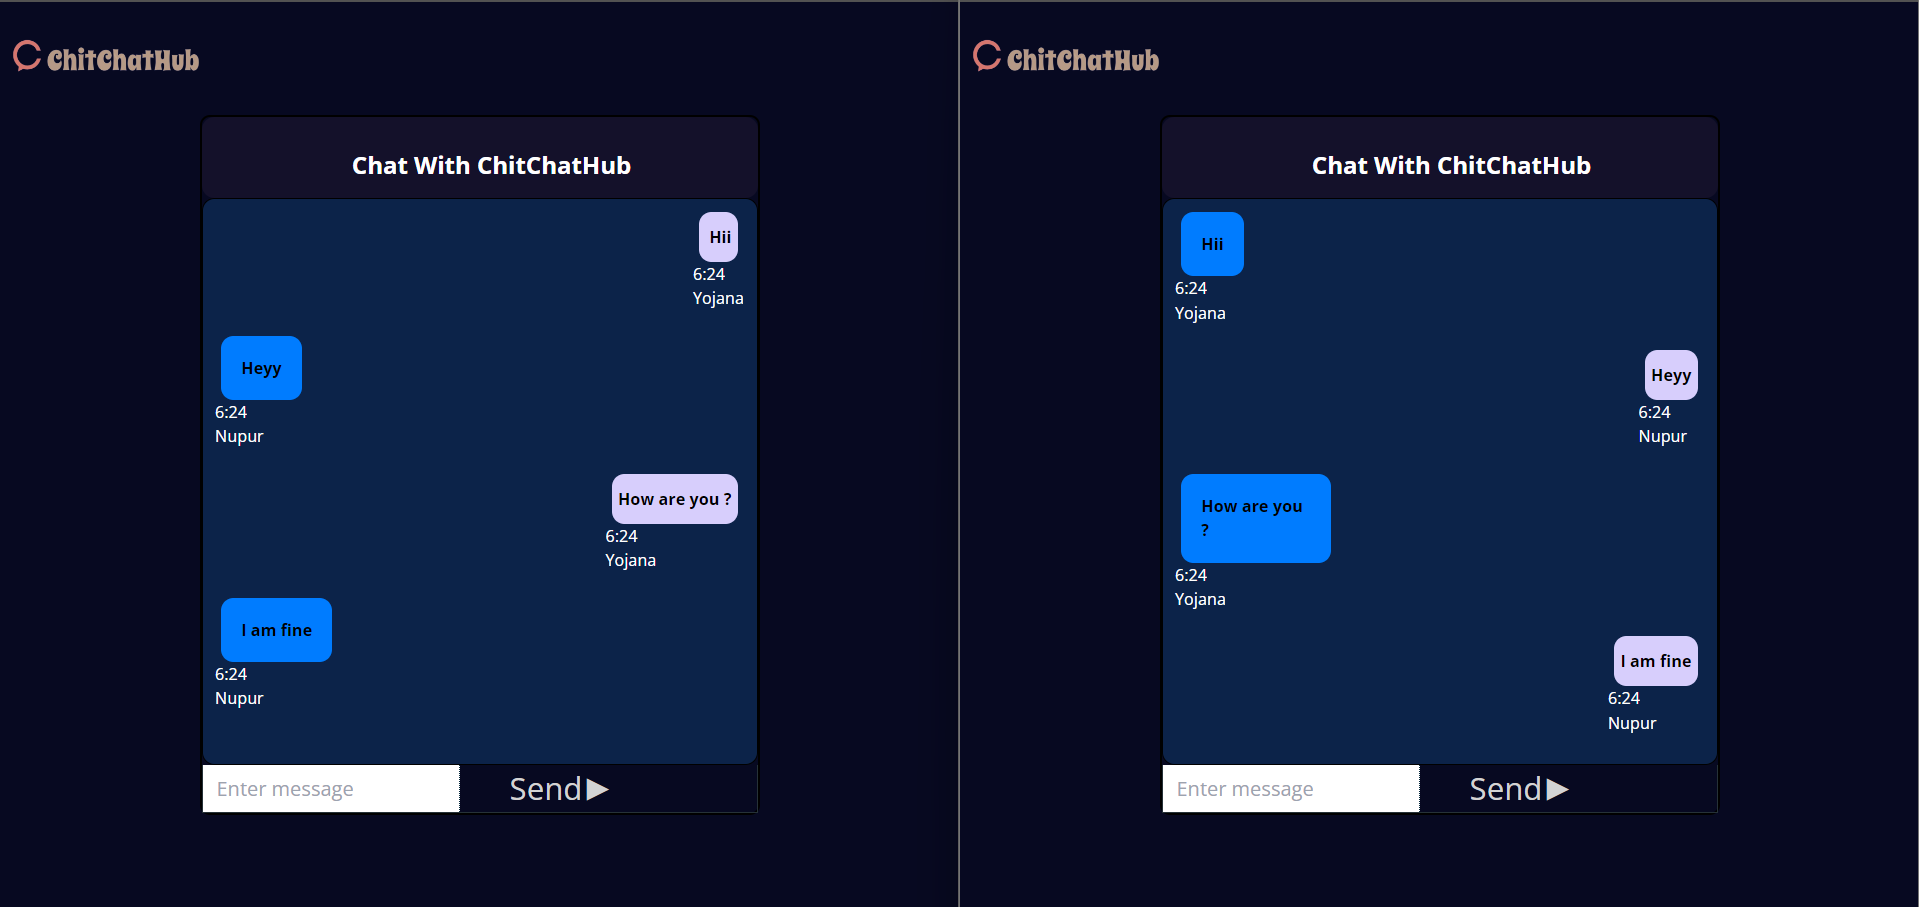 ChitChatHub
Chat With ChitChatHub
Hii
6:24
Yojana
Heyy
6:24
Nupur
How are you ?
6:24
Yojana
I am fine
6:24
Nupur
Enter message
Send▶
ChitChatHub
Chat With ChitChatHub
Hii
6:24
Yojana
Heyy
6:24
Nupur
How are you
?
6:24
Yojana
I am fine
6:24
Nupur
Enter message
Send▶